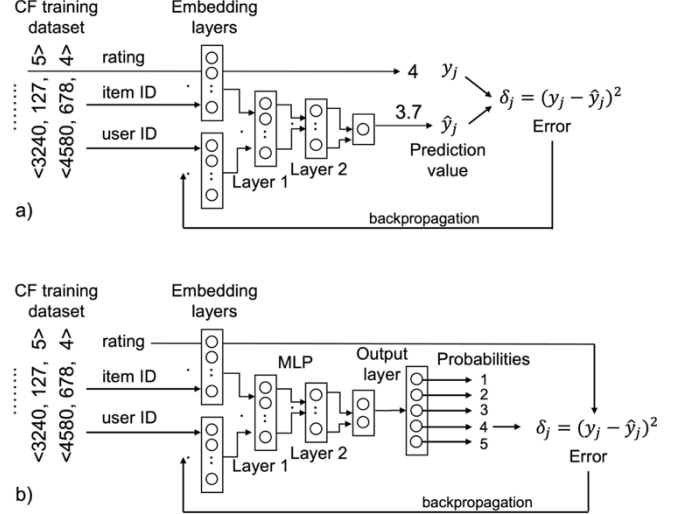 CF training
dataset
Embedding
layers
<3240, 127, 5>
<4580, 678, 4>
rating
item ID
user ID
4
y_j
3.7
ŷ_j
Prediction
value
δ_j = (y_j − ŷ_j)²
Error
Layer 1
Layer 2
backpropagation
a)
CF training
dataset
Embedding
layers
<3240, 127, 5>
<4580, 678, 4>
rating
item ID
user ID
MLP
Layer 1
Layer 2
Output
layer
Probabilities
1
2
3
4
5
δ_j = (y_j − ŷ_j)²
Error
backpropagation
b)